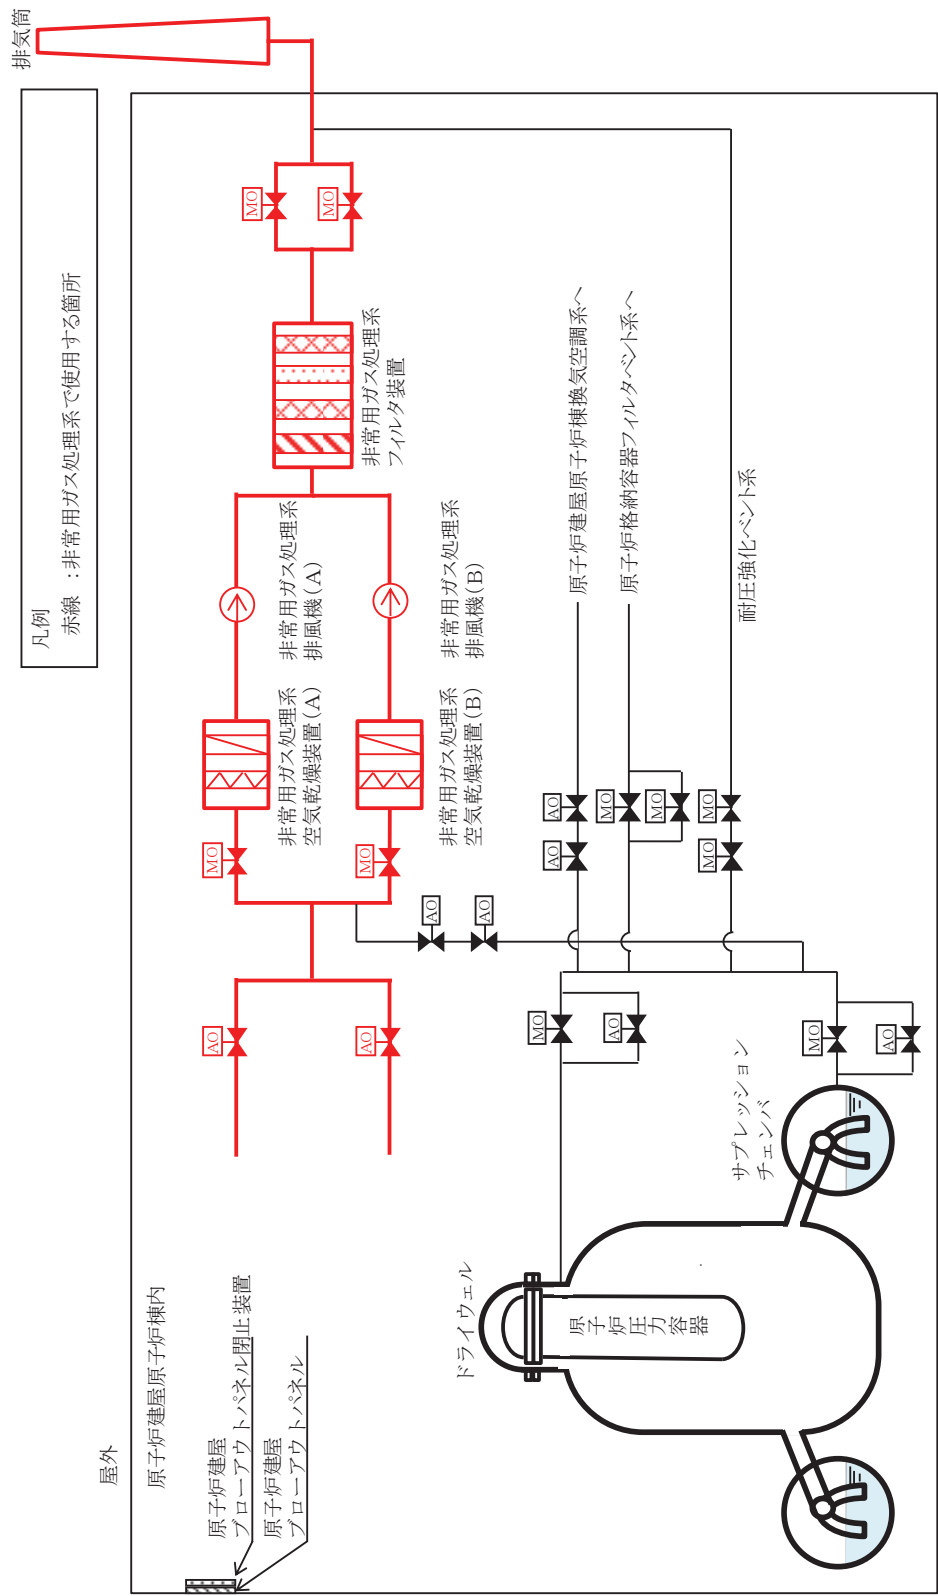 排気筒
凡例
赤線 ：非常用ガス処理系で使用する箇所
屋外
原子炉建屋原子炉棟内
原子炉建屋
ブローアウトパネル閉止装置
原子炉建屋
ブローアウトパネル
AO
AO
MO
MO
非常用ガス処理系
空気乾燥装置(A)
非常用ガス処理系
空気乾燥装置(B)
非常用ガス処理系
排風機(A)
非常用ガス処理系
排風機(B)
非常用ガス処理系
フィルタ装置
MO
MO
AO
AO
AO
AO
MO
MO
MO
MO
原子炉建屋原子炉棟換気空調系へ
原子炉格納容器フィルタベント系へ
耐圧強化ベント系
MO
AO
MO
AO
ドライウェル
原子炉圧力容器
サプレッション
チェンバ